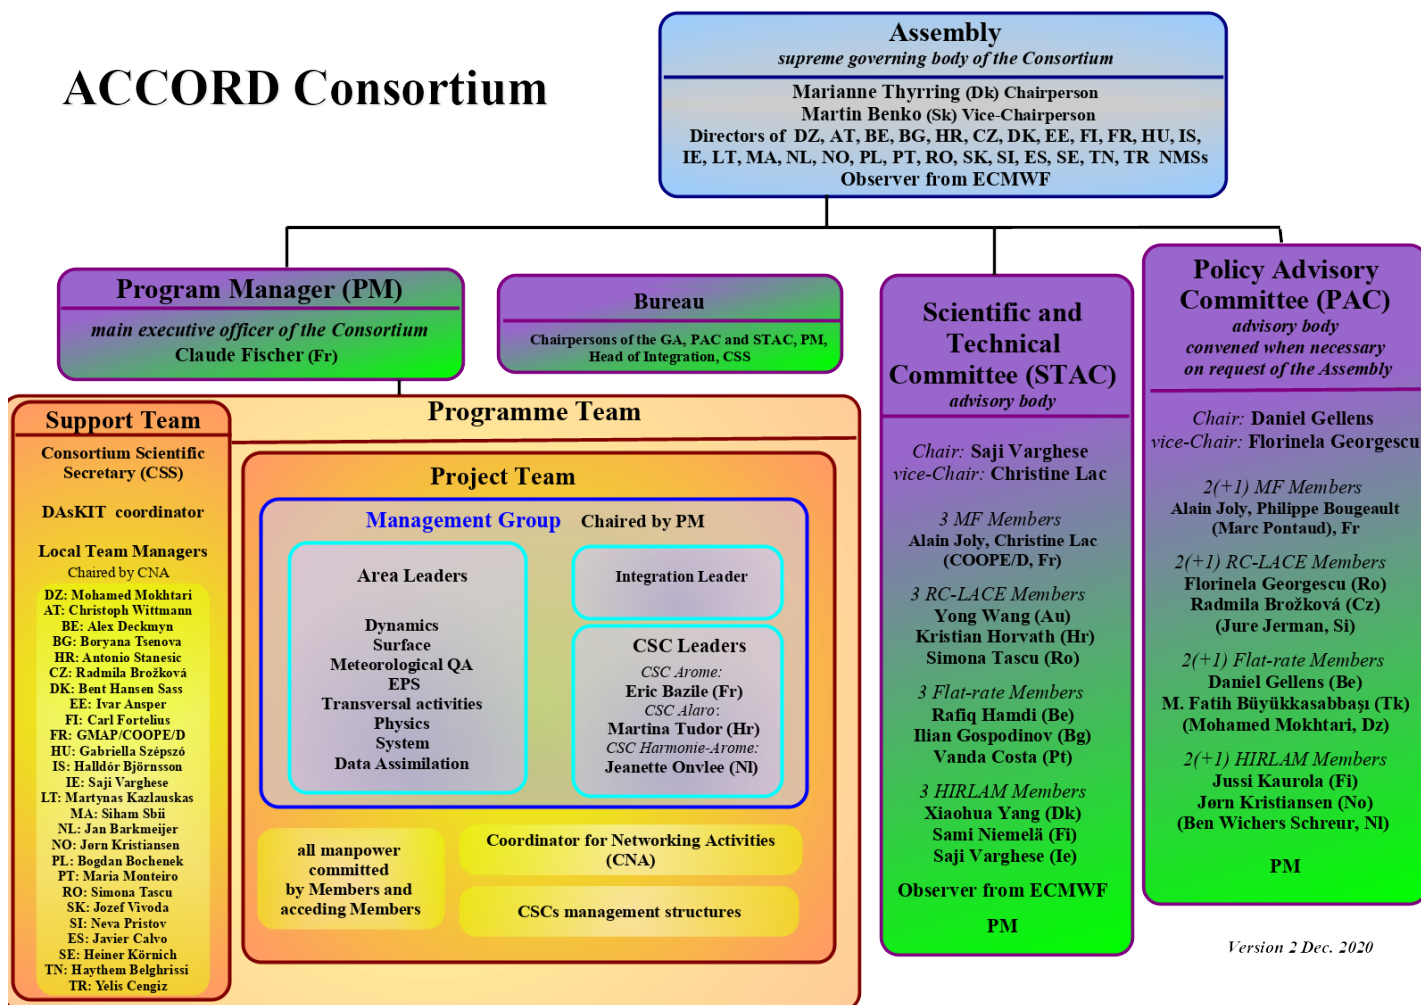 ACCORD Consortium
Assembly
supreme governing body of the Consortium
Marianne Thyrring (Dk) Chairperson
Martin Benko (Sk) Vice-Chairperson
Directors of DZ, AT, BE, BG, HR, CZ, DK, EE, FI, FR, HU, IS,
IE, LT, MA, NL, NO, PL, PT, RO, SK, SI, ES, SE, TN, TR NMSs
Observer from ECMWF
Program Manager (PM)
main executive officer of the Consortium
Claude Fischer (Fr)
Bureau
Chairpersons of the GA, PAC and STAC, PM,
Head of Integration, CSS
Scientific and
Technical
Committee (STAC)
advisory body
Chair: Saji Varghese
vice-Chair: Christine Lac
3 MF Members
Alain Joly, Christine Lac
(COOPE/D, Fr)
3 RC-LACE Members
Yong Wang (Au)
Kristian Horvath (Hr)
Simona Tascu (Ro)
3 Flat-rate Members
Rafiq Hamdi (Be)
Ilian Gospodinov (Bg)
Vanda Costa (Pt)
3 HIRLAM Members
Xiaohua Yang (Dk)
Sami Niemelä (Fi)
Saji Varghese (Ie)
Observer from ECMWF
PM
Policy Advisory
Committee (PAC)
advisory body
convened when necessary
on request of the Assembly
Chair: Daniel Gellens
vice-Chair: Florinela Georgescu
2(+1) MF Members
Alain Joly, Philippe Bougeault
(Marc Pontaud), Fr
2(+1) RC-LACE Members
Florinela Georgescu (Ro)
Radmila Brožková (Cz)
(Jure Jerman, Si)
2(+1) Flat-rate Members
Daniel Gellens (Be)
M. Fatih Büyükkasabbaşı (Tk)
(Mohamed Mokhtari, Dz)
2(+1) HIRLAM Members
Jussi Kaurola (Fi)
Jørn Kristiansen (No)
(Ben Wichers Schreur, Nl)
PM
Support Team
Consortium Scientific
Secretary (CSS)
DAsKIT coordinator
Local Team Managers
Chaired by CNA
DZ: Mohamed Mokhtari
AT: Christoph Wittmann
BE: Alex Deckmyn
BG: Boryana Tsenova
HR: Antonio Stanesic
CZ: Radmila Brožková
DK: Bent Hansen Sass
EE: Ivar Ansper
FI: Carl Fortelius
FR: GMAP/COOPE/D
HU: Gabriella Szépszó
IS: Halldór Björnsson
IE: Saji Varghese
LT: Martynas Kazlauskas
MA: Siham Sbii
NL: Jan Barkmeijer
NO: Jørn Kristiansen
PL: Bogdan Bochenek
PT: Maria Monteiro
RO: Simona Tascu
SK: Jozef Vivoda
SI: Neva Pristov
ES: Javier Calvo
SE: Heiner Körnich
TN: Haythem Belghrissi
TR: Yelis Cengiz
Programme Team
Project Team
Management Group Chaired by PM
Area Leaders
Dynamics
Surface
Meteorological QA
EPS
Transversal activities
Physics
System
Data Assimilation
Integration Leader
CSC Leaders
CSC Arome:
Eric Bazile (Fr)
CSC Alaro:
Martina Tudor (Hr)
CSC Harmonie-Arome:
Jeanette Onvlee (Nl)
all manpower
committed
by Members and
acceding Members
Coordinator for Networking Activities
(CNA)
CSCs management structures
Version 2 Dec. 2020